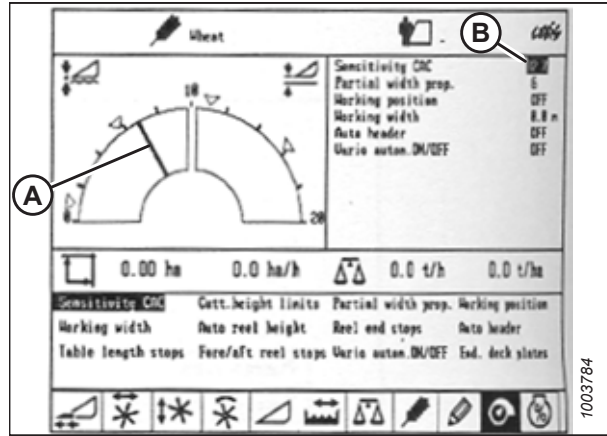 Wheat
B
Sensitivity CAC
Partial width prop. 6
Working position OFF
Working width 8.0 m
Auto header OFF
Vario autom.ON/OFF OFF
10
A
0
20
0.00 ha 0.0 ha/h 0.0 t/h 0.0 t/ha
Sensitivity CAC Cutt.height limits Partial width prop. Working position
Working width Auto reel height Reel end stops Auto header
Table length stops Fore/aft reel stops Vario autom.ON/OFF End. deck plates
1003784